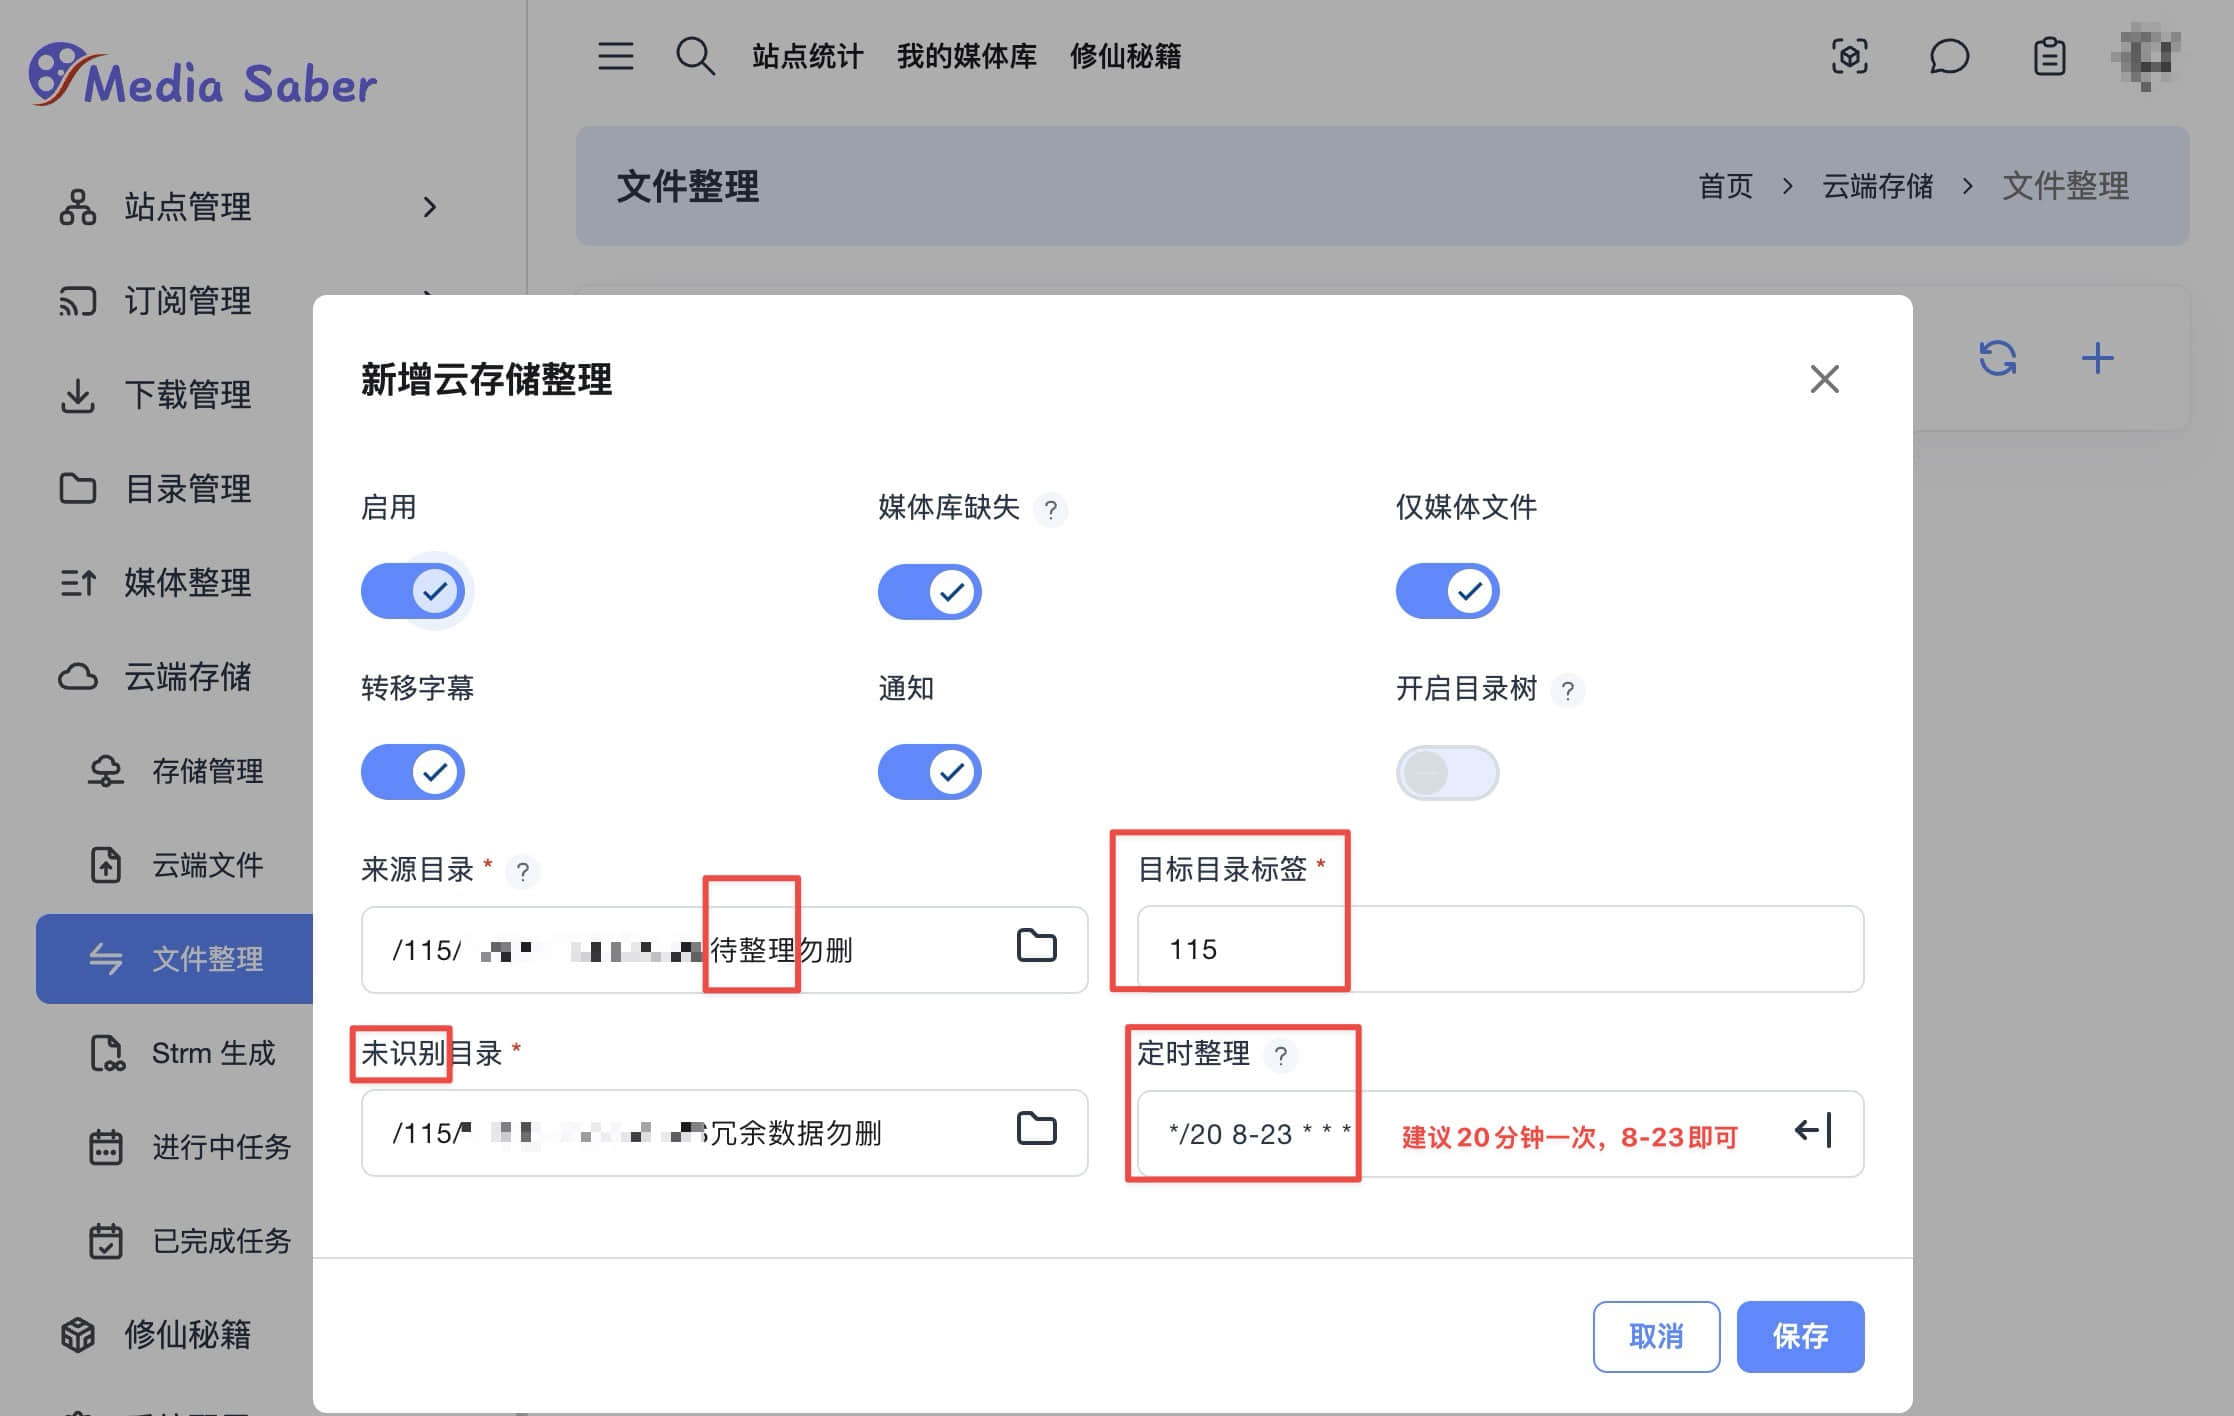 Media Saber
站点统计 我的媒体库 修仙秘籍
文件整理
首页 > 云端存储 > 文件整理
站点管理
订阅管理
下载管理
目录管理
媒体整理
云端存储
存储管理
云端文件
文件整理
Strm 生成
进行中任务
已完成任务
修仙秘籍
新增云存储整理
启用
媒体库缺失 ?
仅媒体文件
转移字幕
通知
开启目录树 ?
来源目录 * ?
/115/ 待整理勿删
目标目录标签 *
115
未识别目录 *
/115/ 冗余数据勿删
定时整理 ?
*/20 8-23 * * *
建议20分钟一次，8-23即可
取消
保存